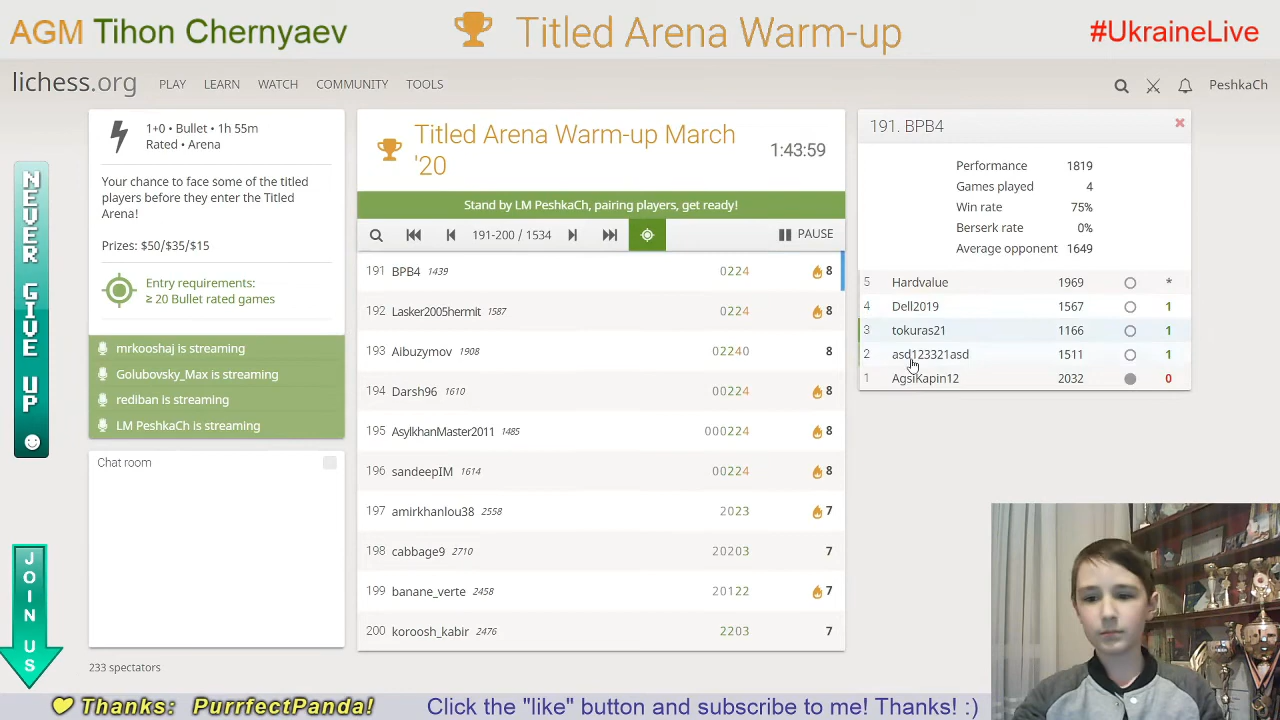 AGM Tihon Chernyaev
Titled Arena Warm-up
#UkraineLive
lichess.org
PLAY LEARN WATCH COMMUNITY TOOLS
PeshkaCh
NEVER GIVE UP
JOIN US
1+0 • Bullet • 1h 55m
Rated • Arena
Your chance to face some of the titled
players before they enter the Titled
Arena!
Prizes: $50/$35/$15
Entry requirements:
≥ 20 Bullet rated games
mrkooshaj is streaming
Golubovsky_Max is streaming
rediban is streaming
LM PeshkaCh is streaming
Chat room
233 spectators
Titled Arena Warm-up March
'20
1:43:59
Stand by LM PeshkaCh, pairing players, get ready!
191-200 / 1534
PAUSE
191 BPB4 1439 0224 8
192 Lasker2005hermit 1587 0224 8
193 Aibuzymov 1908 02240 8
194 Darsh96 1610 0224 8
195 AsylkhanMaster2011 1485 000224 8
196 sandeepIM 1614 00224 8
197 amirkhanlou38 2558 2023 7
198 cabbage9 2710 20203 7
199 banane_verte 2458 20122 7
200 koroosh_kabir 2476 2203 7
191. BPB4
Performance 1819
Games played 4
Win rate 75%
Berserk rate 0%
Average opponent 1649
5 Hardvalue 1969 *
4 Dell2019 1567 1
3 tokuras21 1166 1
2 asd123321asd 1511 1
1 AgsiKapin12 2032 0
Thanks: PurrfectPanda!
Click the "like" button and subscribe to me! Thanks! :)